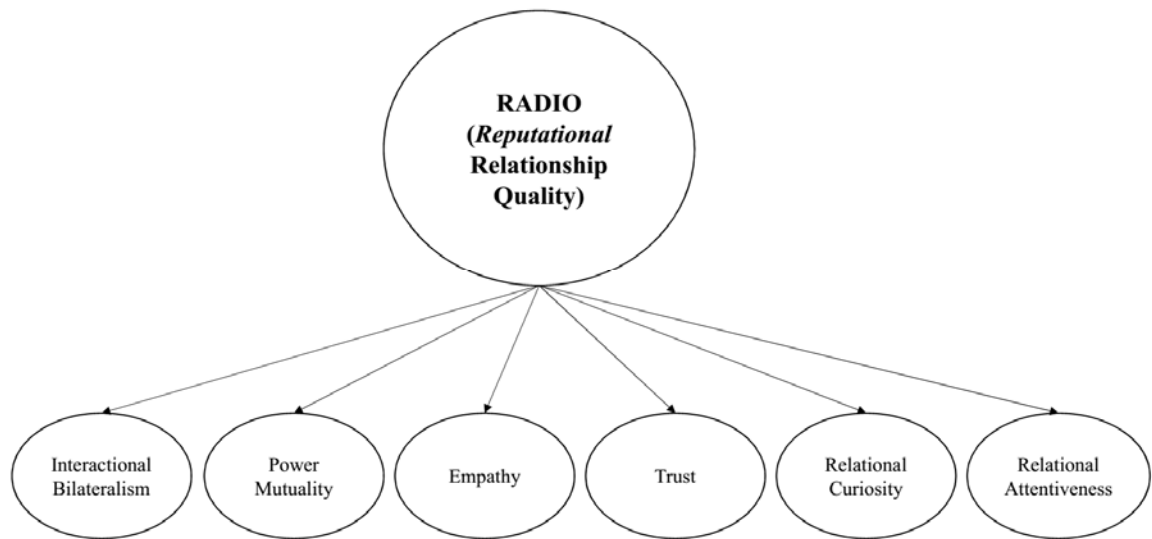 RADIO
(Reputational
Relationship
Quality)
Interactional
Bilateralism
Power
Mutuality
Empathy
Trust
Relational
Curiosity
Relational
Attentiveness